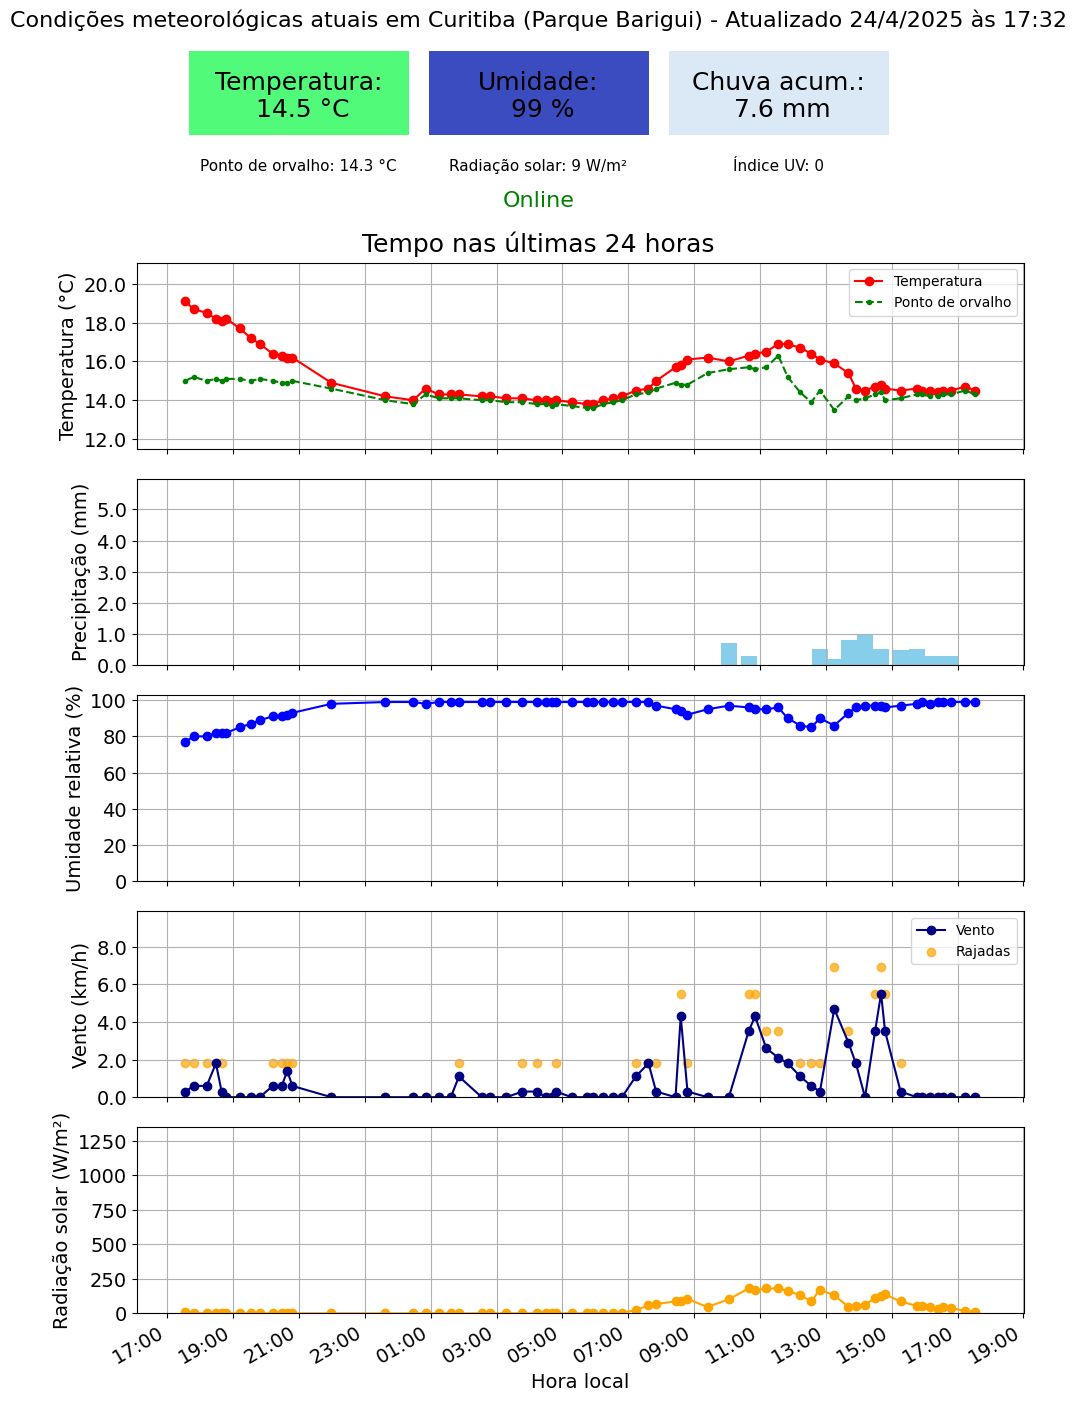 Condições meteorológicas atuais em Curitiba (Parque Barigui) - Atualizado 24/4/2025 às 17:32
Temperatura:
14.5 °C
Umidade:
99 %
Chuva acum.:
7.6 mm
Ponto de orvalho: 14.3 °C
Radiação solar: 9 W/m²
Índice UV: 0
Online
Tempo nas últimas 24 horas
Temperatura (°C)
20.0
18.0
16.0
14.0
12.0
Temperatura
Ponto de orvalho
Precipitação (mm)
5.0
4.0
3.0
2.0
1.0
0.0
Umidade relativa (%)
100
80
60
40
20
0
Vento (km/h)
8.0
6.0
4.0
2.0
0.0
Vento
Rajadas
Radiação solar (W/m²)
1250
1000
750
500
250
0
17:00
19:00
21:00
23:00
01:00
03:00
05:00
07:00
09:00
11:00
13:00
15:00
17:00
19:00
Hora local